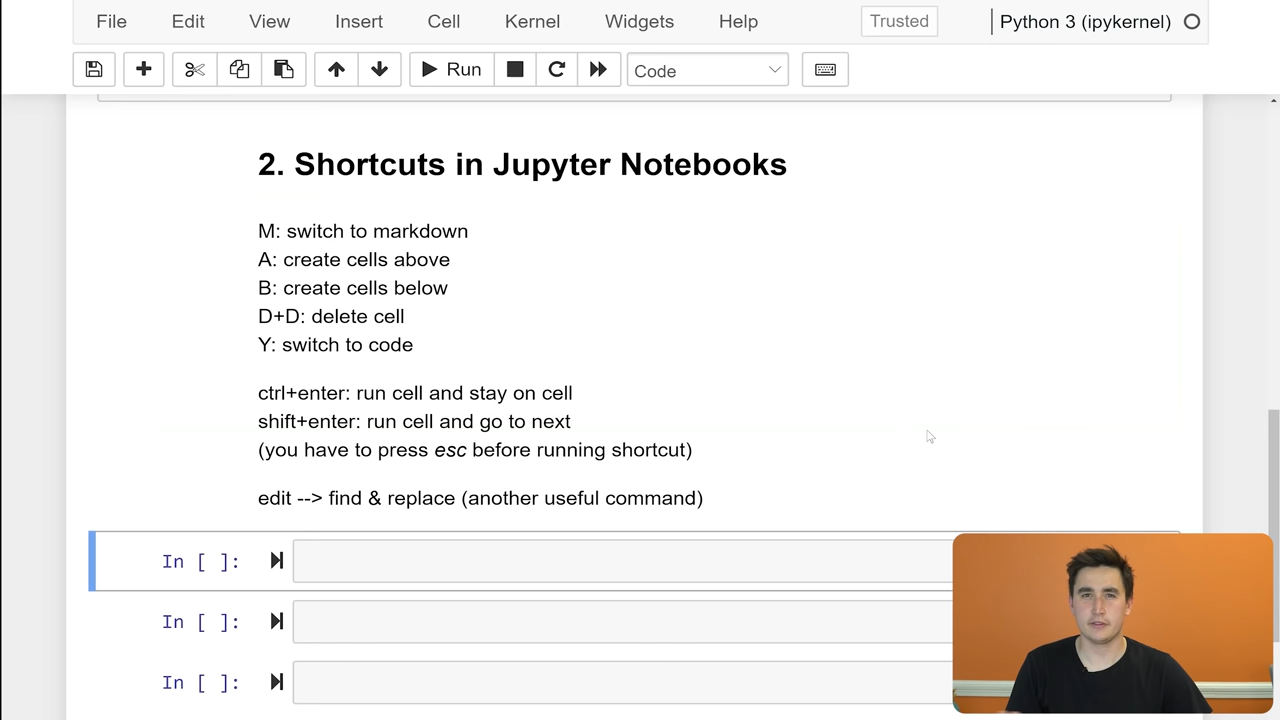 File Edit View Insert Cell Kernel Widgets Help Trusted Python 3 (ipykernel)
Run Code
2. Shortcuts in Jupyter Notebooks
M: switch to markdown
A: create cells above
B: create cells below
D+D: delete cell
Y: switch to code
ctrl+enter: run cell and stay on cell
shift+enter: run cell and go to next
(you have to press esc before running shortcut)
edit --> find & replace (another useful command)
In [ ]:
In [ ]:
In [ ]: